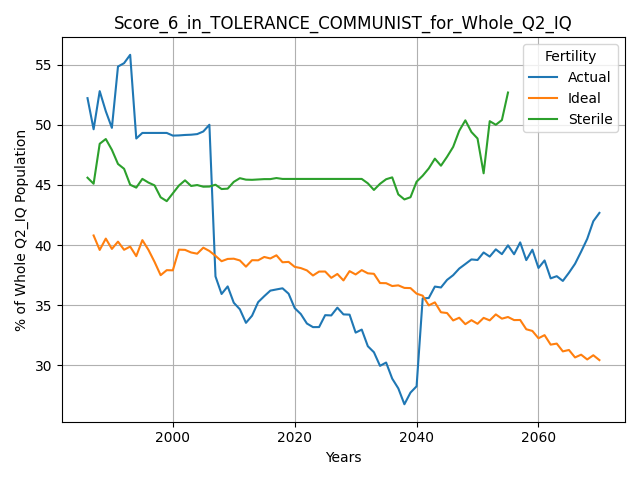 Score_6_in_TOLERANCE_COMMUNIST_for_Whole_Q2_IQ
Fertility
Actual
Ideal
Sterile
% of Whole Q2_IQ Population
55
50
45
40
35
30
2000
2020
2040
2060
Years